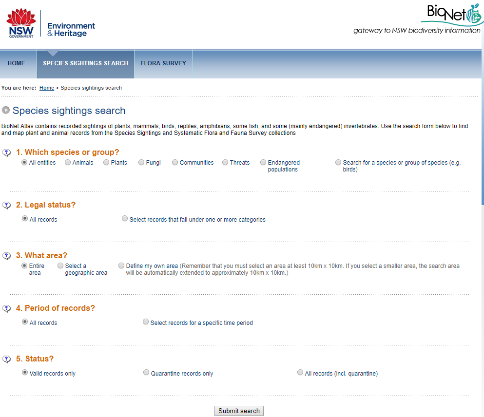 BioNet
NSW
GOVERNMENT
Environment
& Heritage
gateway to NSW biodiversity information
HOME SPECIES SIGHTINGS SEARCH FLORA SURVEY
You are here: Home › Species sightings search
Species sightings search
BioNet Atlas contains recorded sightings of plants, mammals, birds, reptiles, amphibians, some fish, and some (mainly endangered) invertebrates. Use the search form below to find
and map plant and animal records from the Species Sightings and Systematic Flora and Fauna Survey collections
1. Which species or group?
All entities Animals Plants Fungi Communities Threats Endangered populations Search for a species or group of species (e.g. birds)
2. Legal status?
All records Select records that fall under one or more categories
3. What area?
Entire area Select a geographic area Define my own area (Remember that you must select an area at least 10km x 10km. If you select a smaller area, the search area will be automatically extended to approximately 10km x 10km.)
4. Period of records?
All records Select records for a specific time period
5. Status?
Valid records only Quarantine records only All records (incl. quarantine)
Submit search